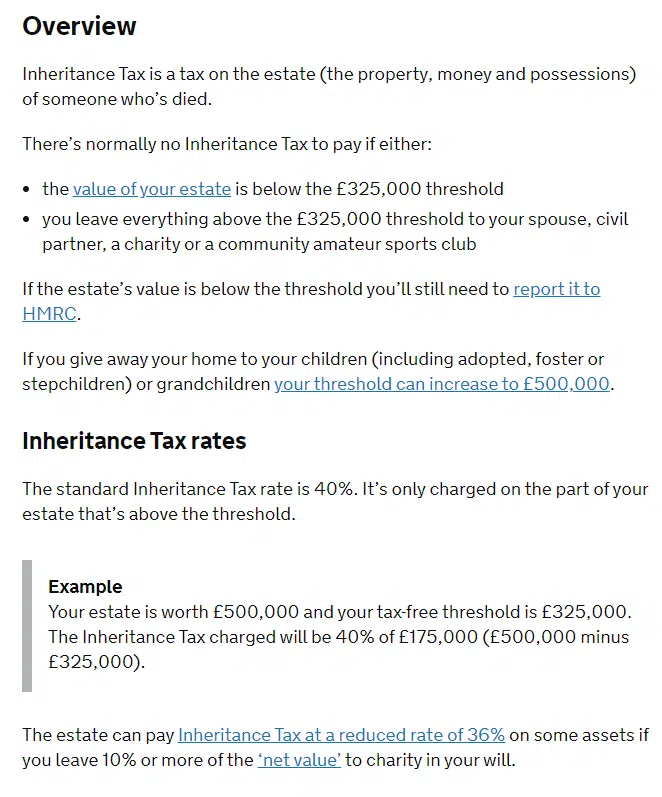 Overview
Inheritance Tax is a tax on the estate (the property, money and possessions)
of someone who’s died.
There’s normally no Inheritance Tax to pay if either:
• the value of your estate is below the £325,000 threshold
• you leave everything above the £325,000 threshold to your spouse, civil
partner, a charity or a community amateur sports club
If the estate’s value is below the threshold you’ll still need to report it to
HMRC.
If you give away your home to your children (including adopted, foster or
stepchildren) or grandchildren your threshold can increase to £500,000.
Inheritance Tax rates
The standard Inheritance Tax rate is 40%. It’s only charged on the part of your
estate that’s above the threshold.
Example
Your estate is worth £500,000 and your tax-free threshold is £325,000.
The Inheritance Tax charged will be 40% of £175,000 (£500,000 minus
£325,000).
The estate can pay Inheritance Tax at a reduced rate of 36% on some assets if
you leave 10% or more of the ‘net value’ to charity in your will.